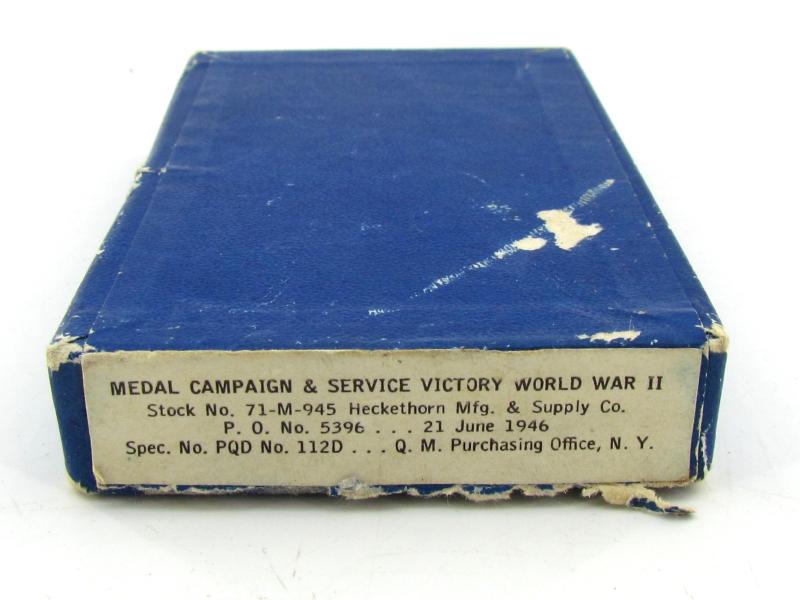 MEDAL CAMPAIGN & SERVICE VICTORY WORLD WAR II
Stock No. 71-M-945 Heckethorn Mfg. & Supply Co.
P. O. No. 5396 . . . 21 June 1946
Spec. No. PQD No. 112D . . . Q. M. Purchasing Office, N. Y.